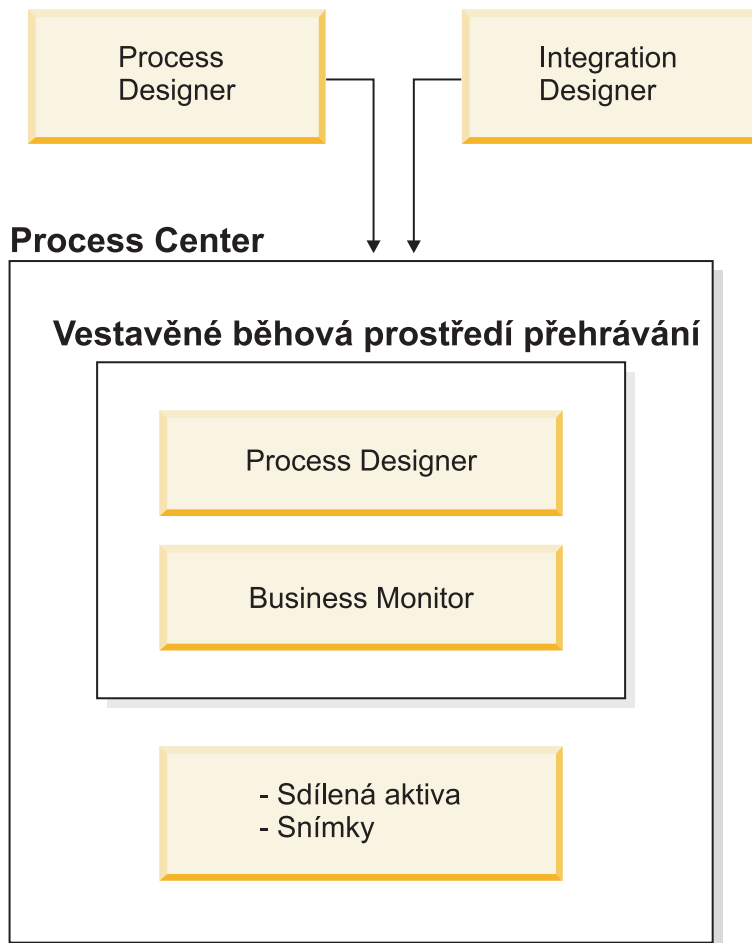 Process
Designer
Integration
Designer
Process Center
Vestavěné běhová prostředí přehrávání
Process Designer
Business Monitor
- Sdílená aktiva
- Snímky